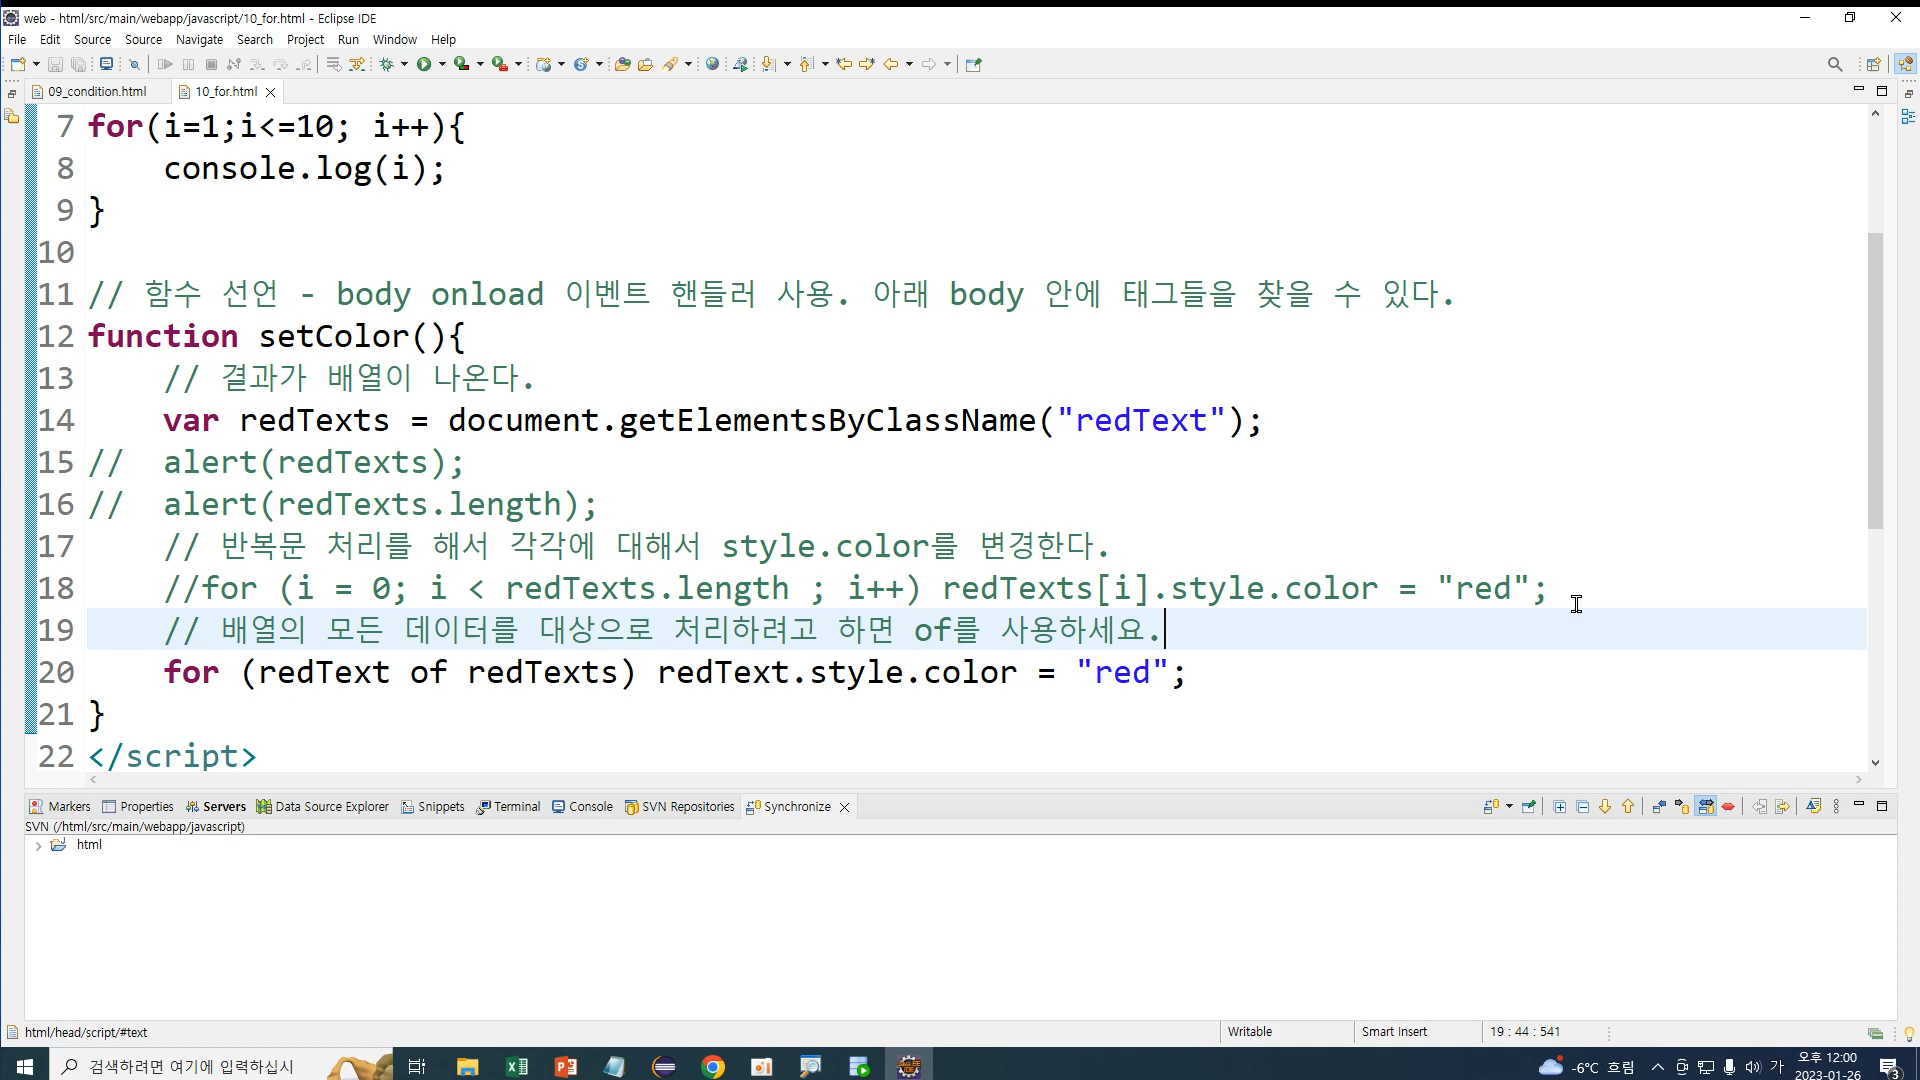 web - html/src/main/webapp/javascript/10_for.html - Eclipse IDE
File Edit Source Source Navigate Search Project Run Window Help
09_condition.html 10_for.html
7 for(i=1;i<=10; i++){
8 console.log(i);
9 }
10
11 // 함수 선언 - body onload 이벤트 핸들러 사용. 아래 body 안에 태그들을 찾을 수 있다.
12 function setColor(){
13 // 결과가 배열이 나온다.
14 var redTexts = document.getElementsByClassName("redText");
15 // alert(redTexts);
16 // alert(redTexts.length);
17 // 반복문 처리를 해서 각각에 대해서 style.color를 변경한다.
18 //for (i = 0; i < redTexts.length ; i++) redTexts[i].style.color = "red";
19 // 배열의 모든 데이터를 대상으로 처리하려고 하면 of를 사용하세요.
20 for (redText of redTexts) redText.style.color = "red";
21 }
22 </script>
Markers Properties Servers Data Source Explorer Snippets Terminal Console SVN Repositories Synchronize
SVN (/html/src/main/webapp/javascript)
html
html/head/script/#text Writable Smart Insert 19 : 44 : 541
검색하려면 여기에 입력하십시 -6°C 흐림 가 오후 12:00
2023-01-26 3